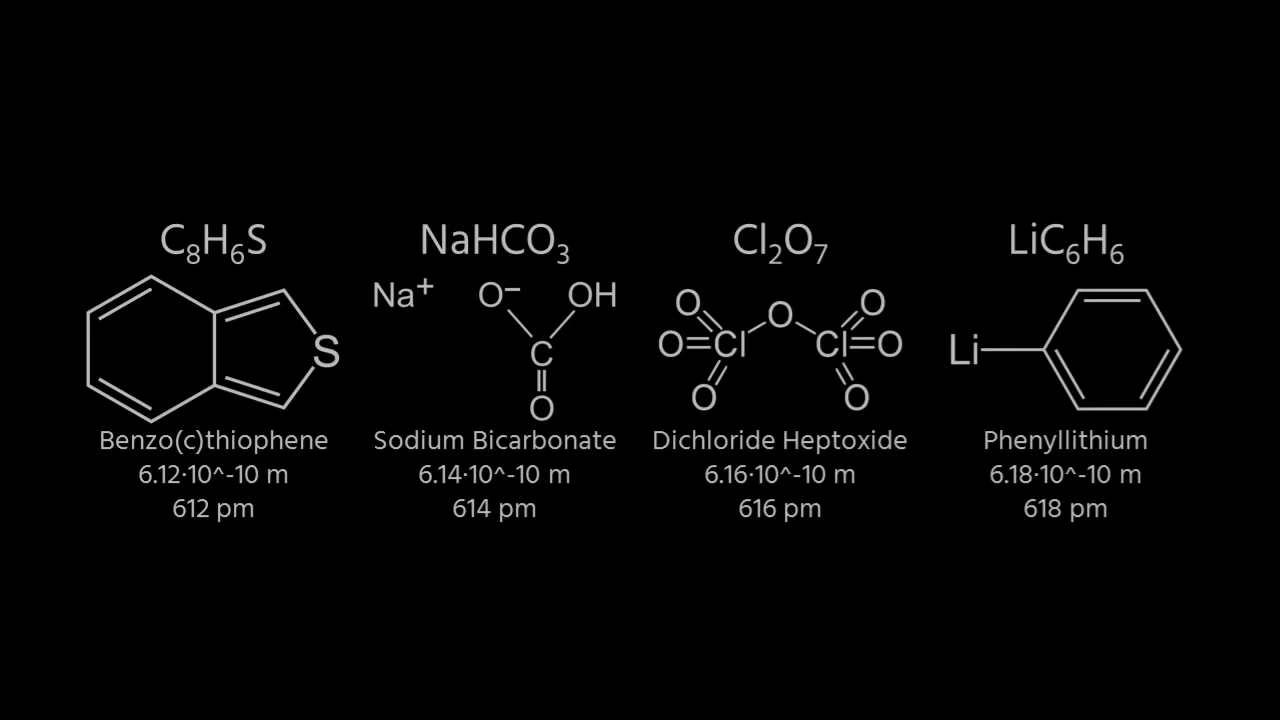 C₈H₆S
S
Benzo(c)thiophene
6.12·10^-10 m
612 pm
NaHCO₃
Na⁺ O⁻ OH
C
O
Sodium Bicarbonate
6.14·10^-10 m
614 pm
Cl₂O₇
O O O
O Cl Cl O
O O
Dichloride Heptoxide
6.16·10^-10 m
616 pm
LiC₆H₆
Li
Phenyllithium
6.18·10^-10 m
618 pm